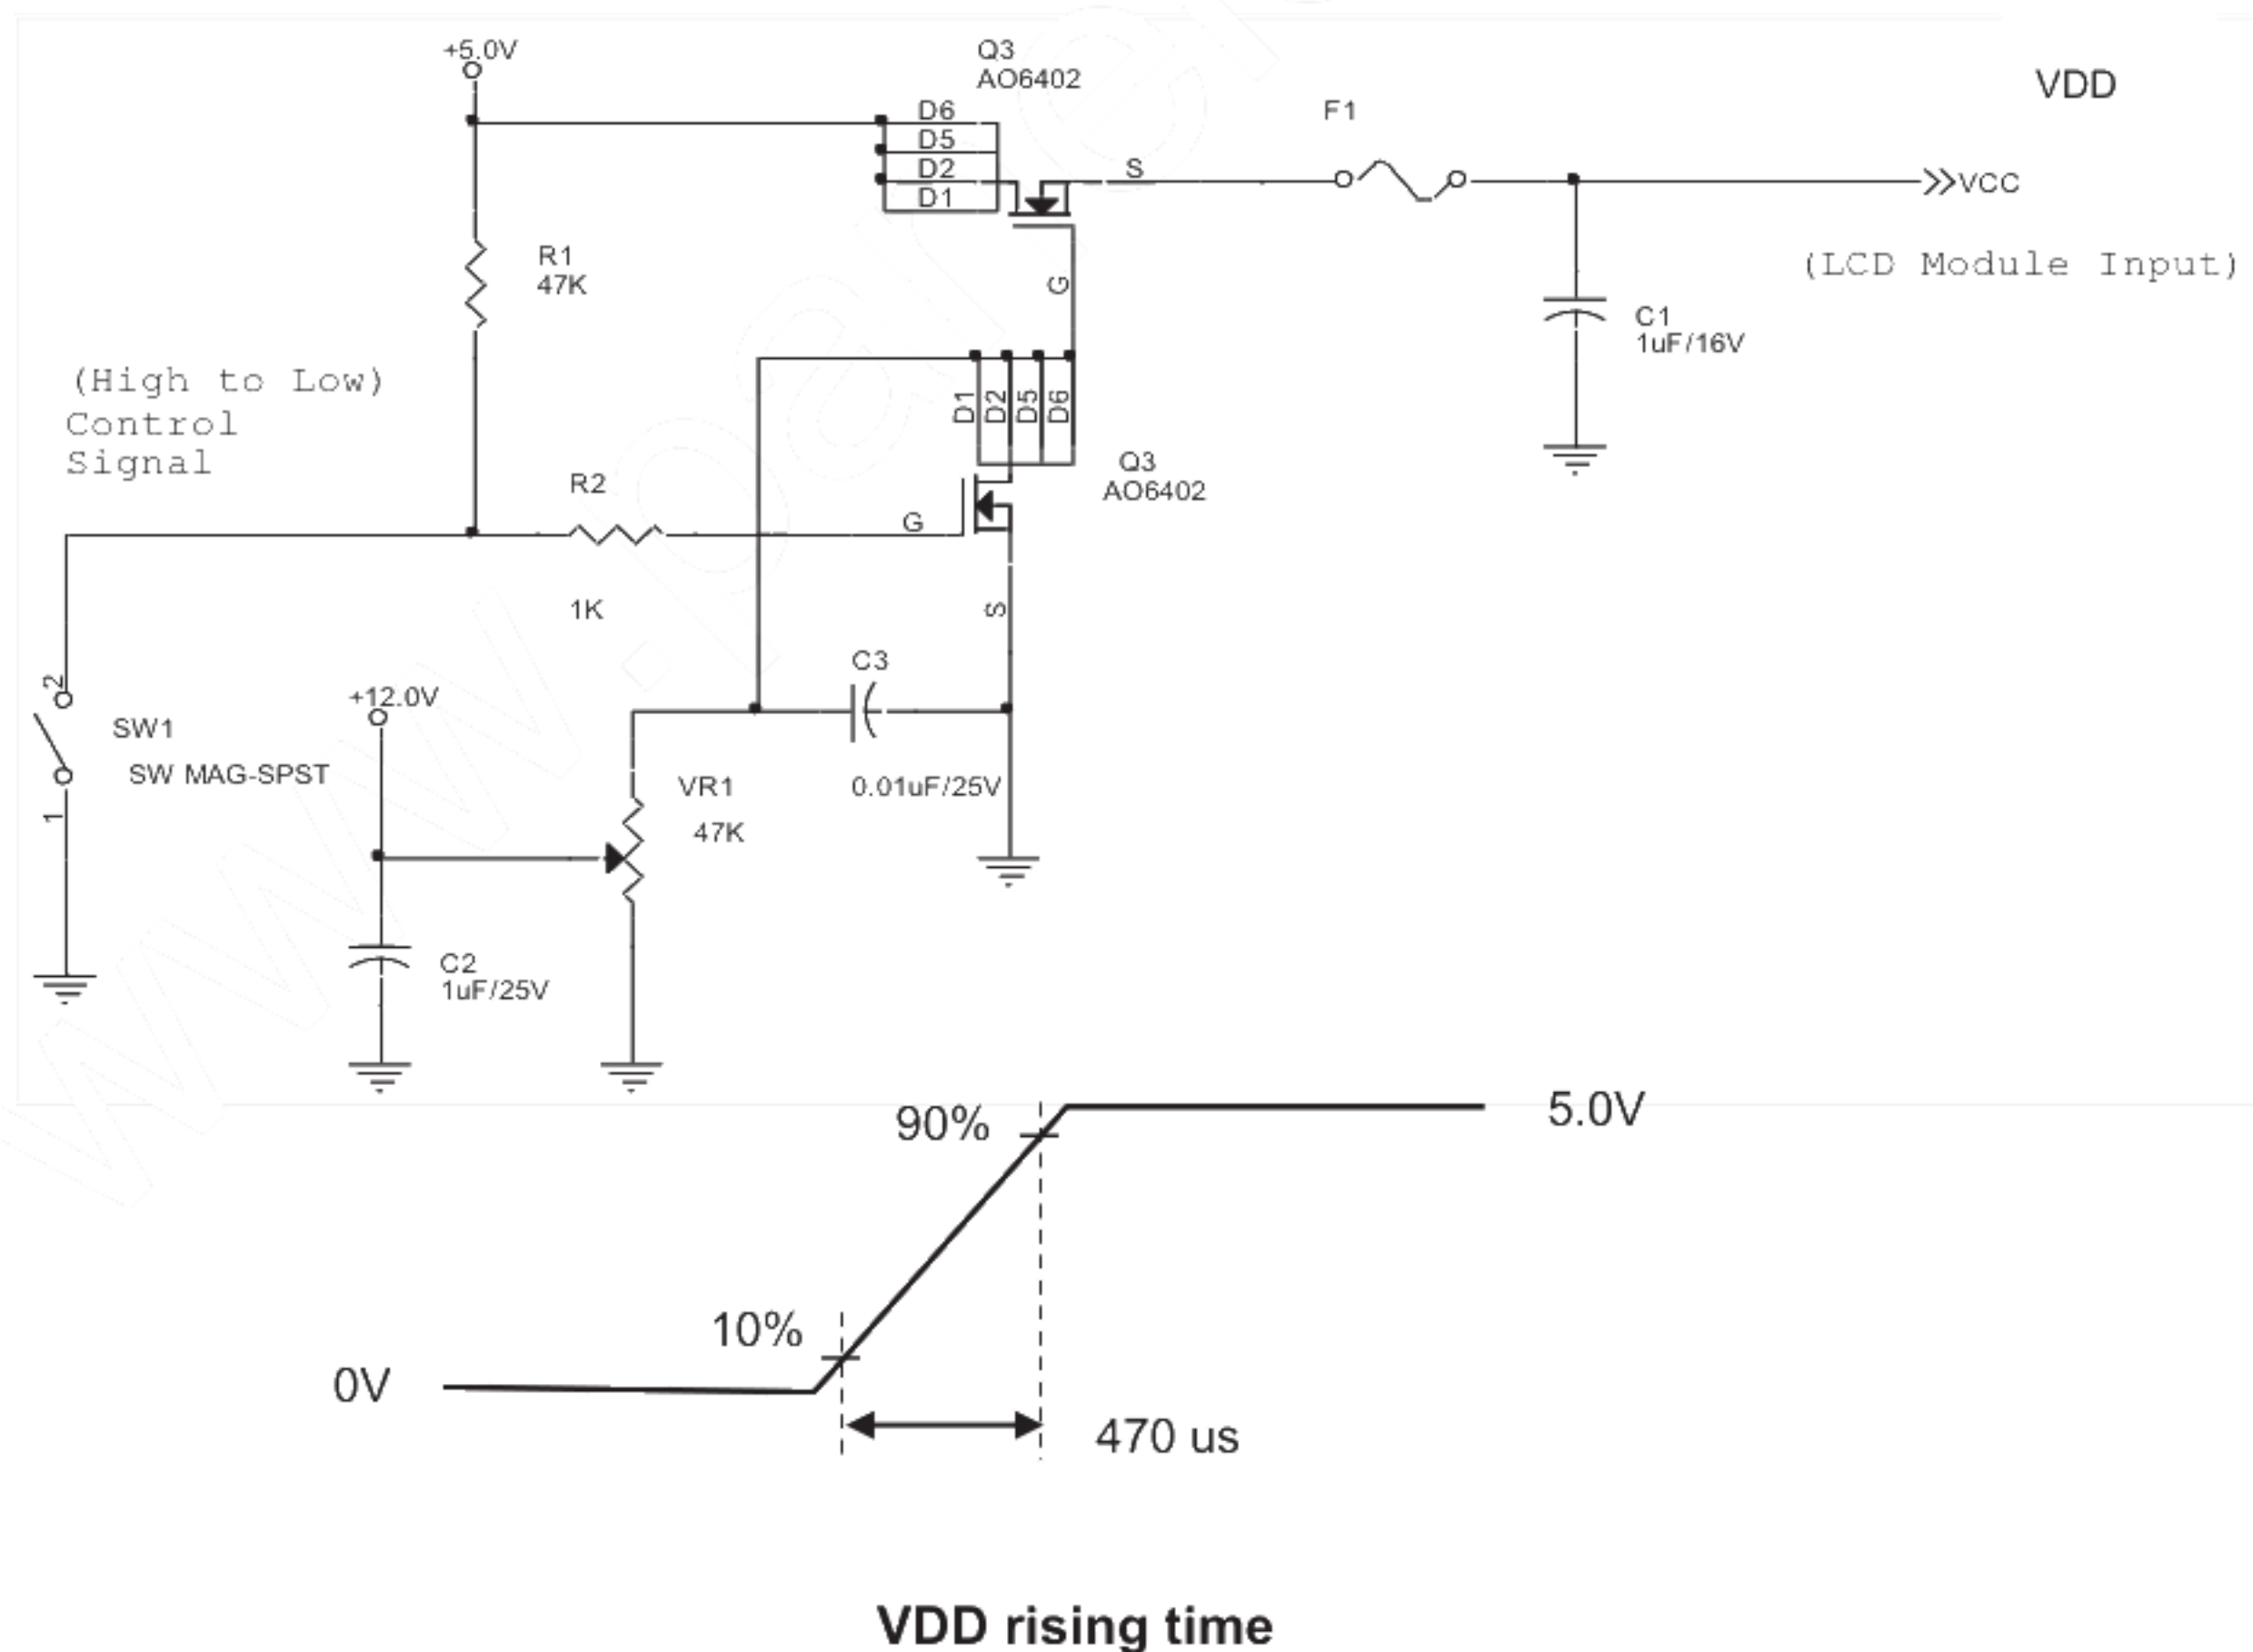 +5.0V
Q3
AO6402
VDD
D6
D5
D2
D1
F1
S
VCC
R1
47K
G
(LCD Module Input)
C1
1uF/16V
(High to Low)
Control
Signal
D1
D2
D5
D6
Q3
AO6402
R2
G
1K
S
C3
2
+12.0V
SW1
SW MAG-SPST
VR1
47K
0.01uF/25V
1
C2
1uF/25V
90%
5.0V
10%
0V
470 us
VDD rising time